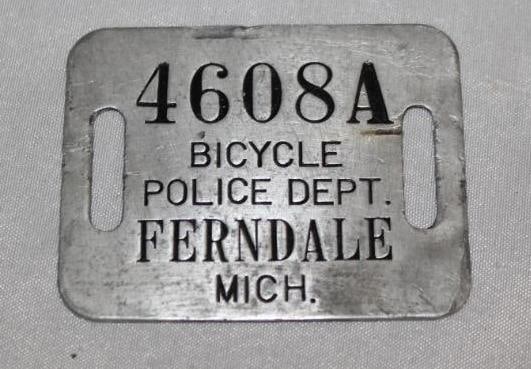 4608A
BICYCLE
POLICE DEPT.
FERNDALE
MICH.